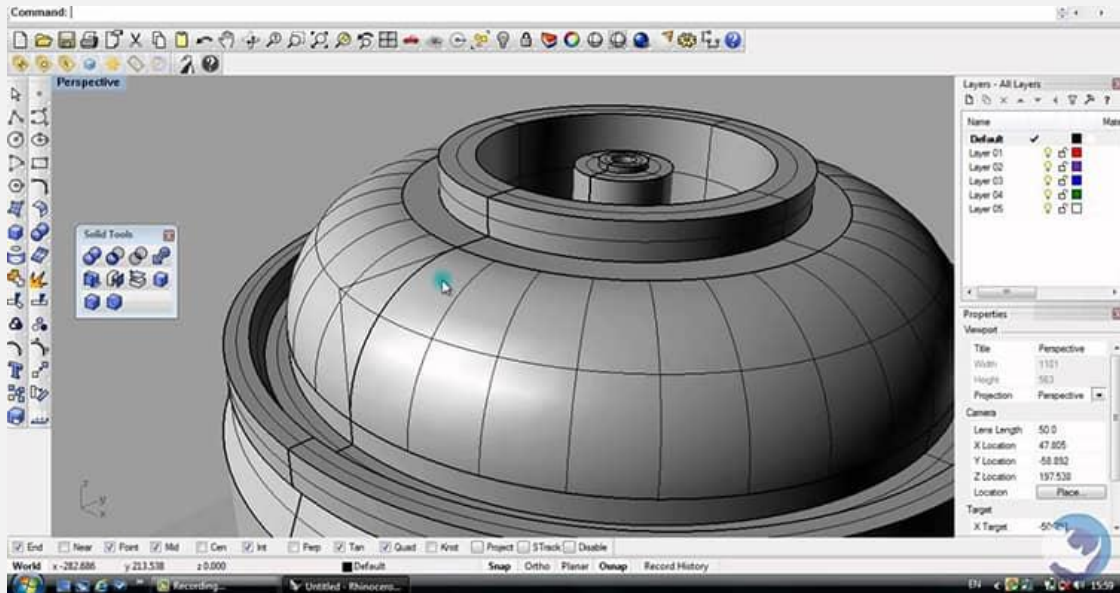 Command:
Perspective
Solid Tools
Layers - All Layers
Name
Default
Layer 01
Layer 02
Layer 03
Layer 04
Layer 05
Properties
Viewport
Title Perspective
Width 1181
Height 563
Projection Perspective
Camera
Lens Length 50.0
X Location 47.805
Y Location -58.892
Z Location 197.538
Location Place...
Target
X Target
z
y
x
End Near Point Mid Cen Int Perp Tan Quad Knot Project STrack Disable
World x -282.686 y 213.538 z 0.000 Default Snap Ortho Planar Osnap Record History
Recording... Untitled - Rhinocero... EN 15:59